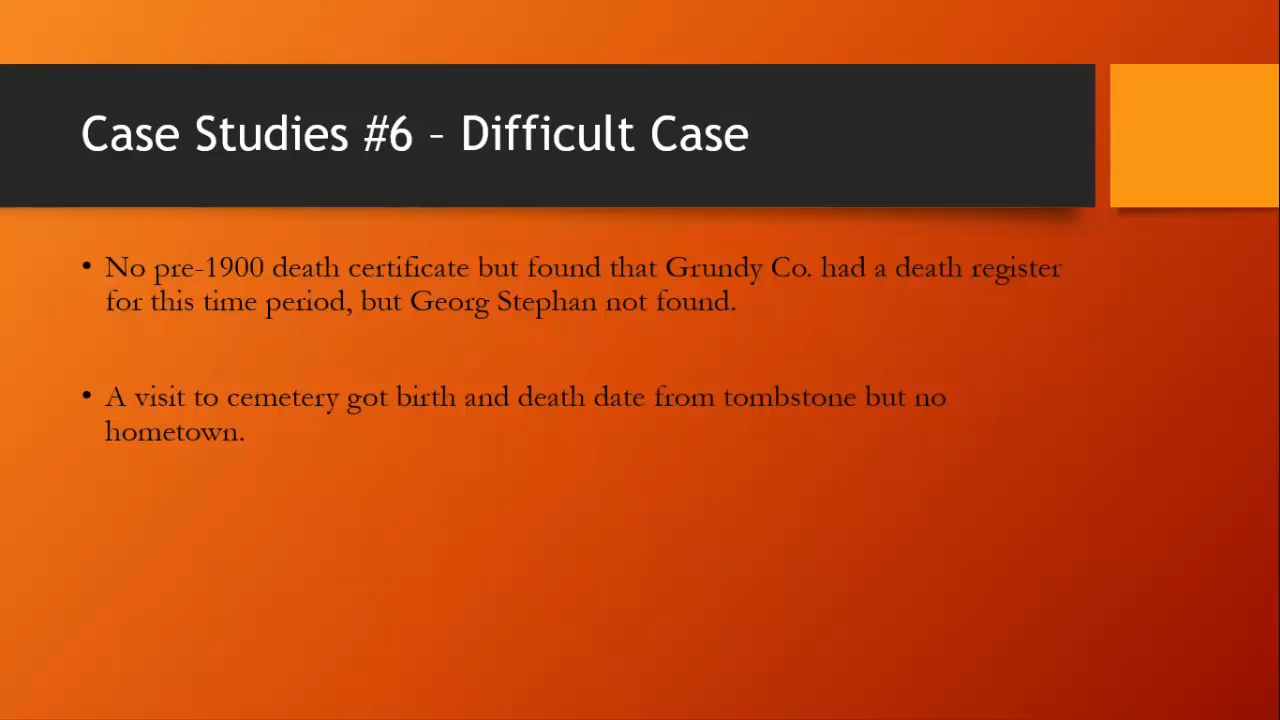 Case Studies #6 – Difficult Case
• No pre-1900 death certificate but found that Grundy Co. had a death register
for this time period, but Georg Stephan not found.
• A visit to cemetery got birth and death date from tombstone but no
hometown.